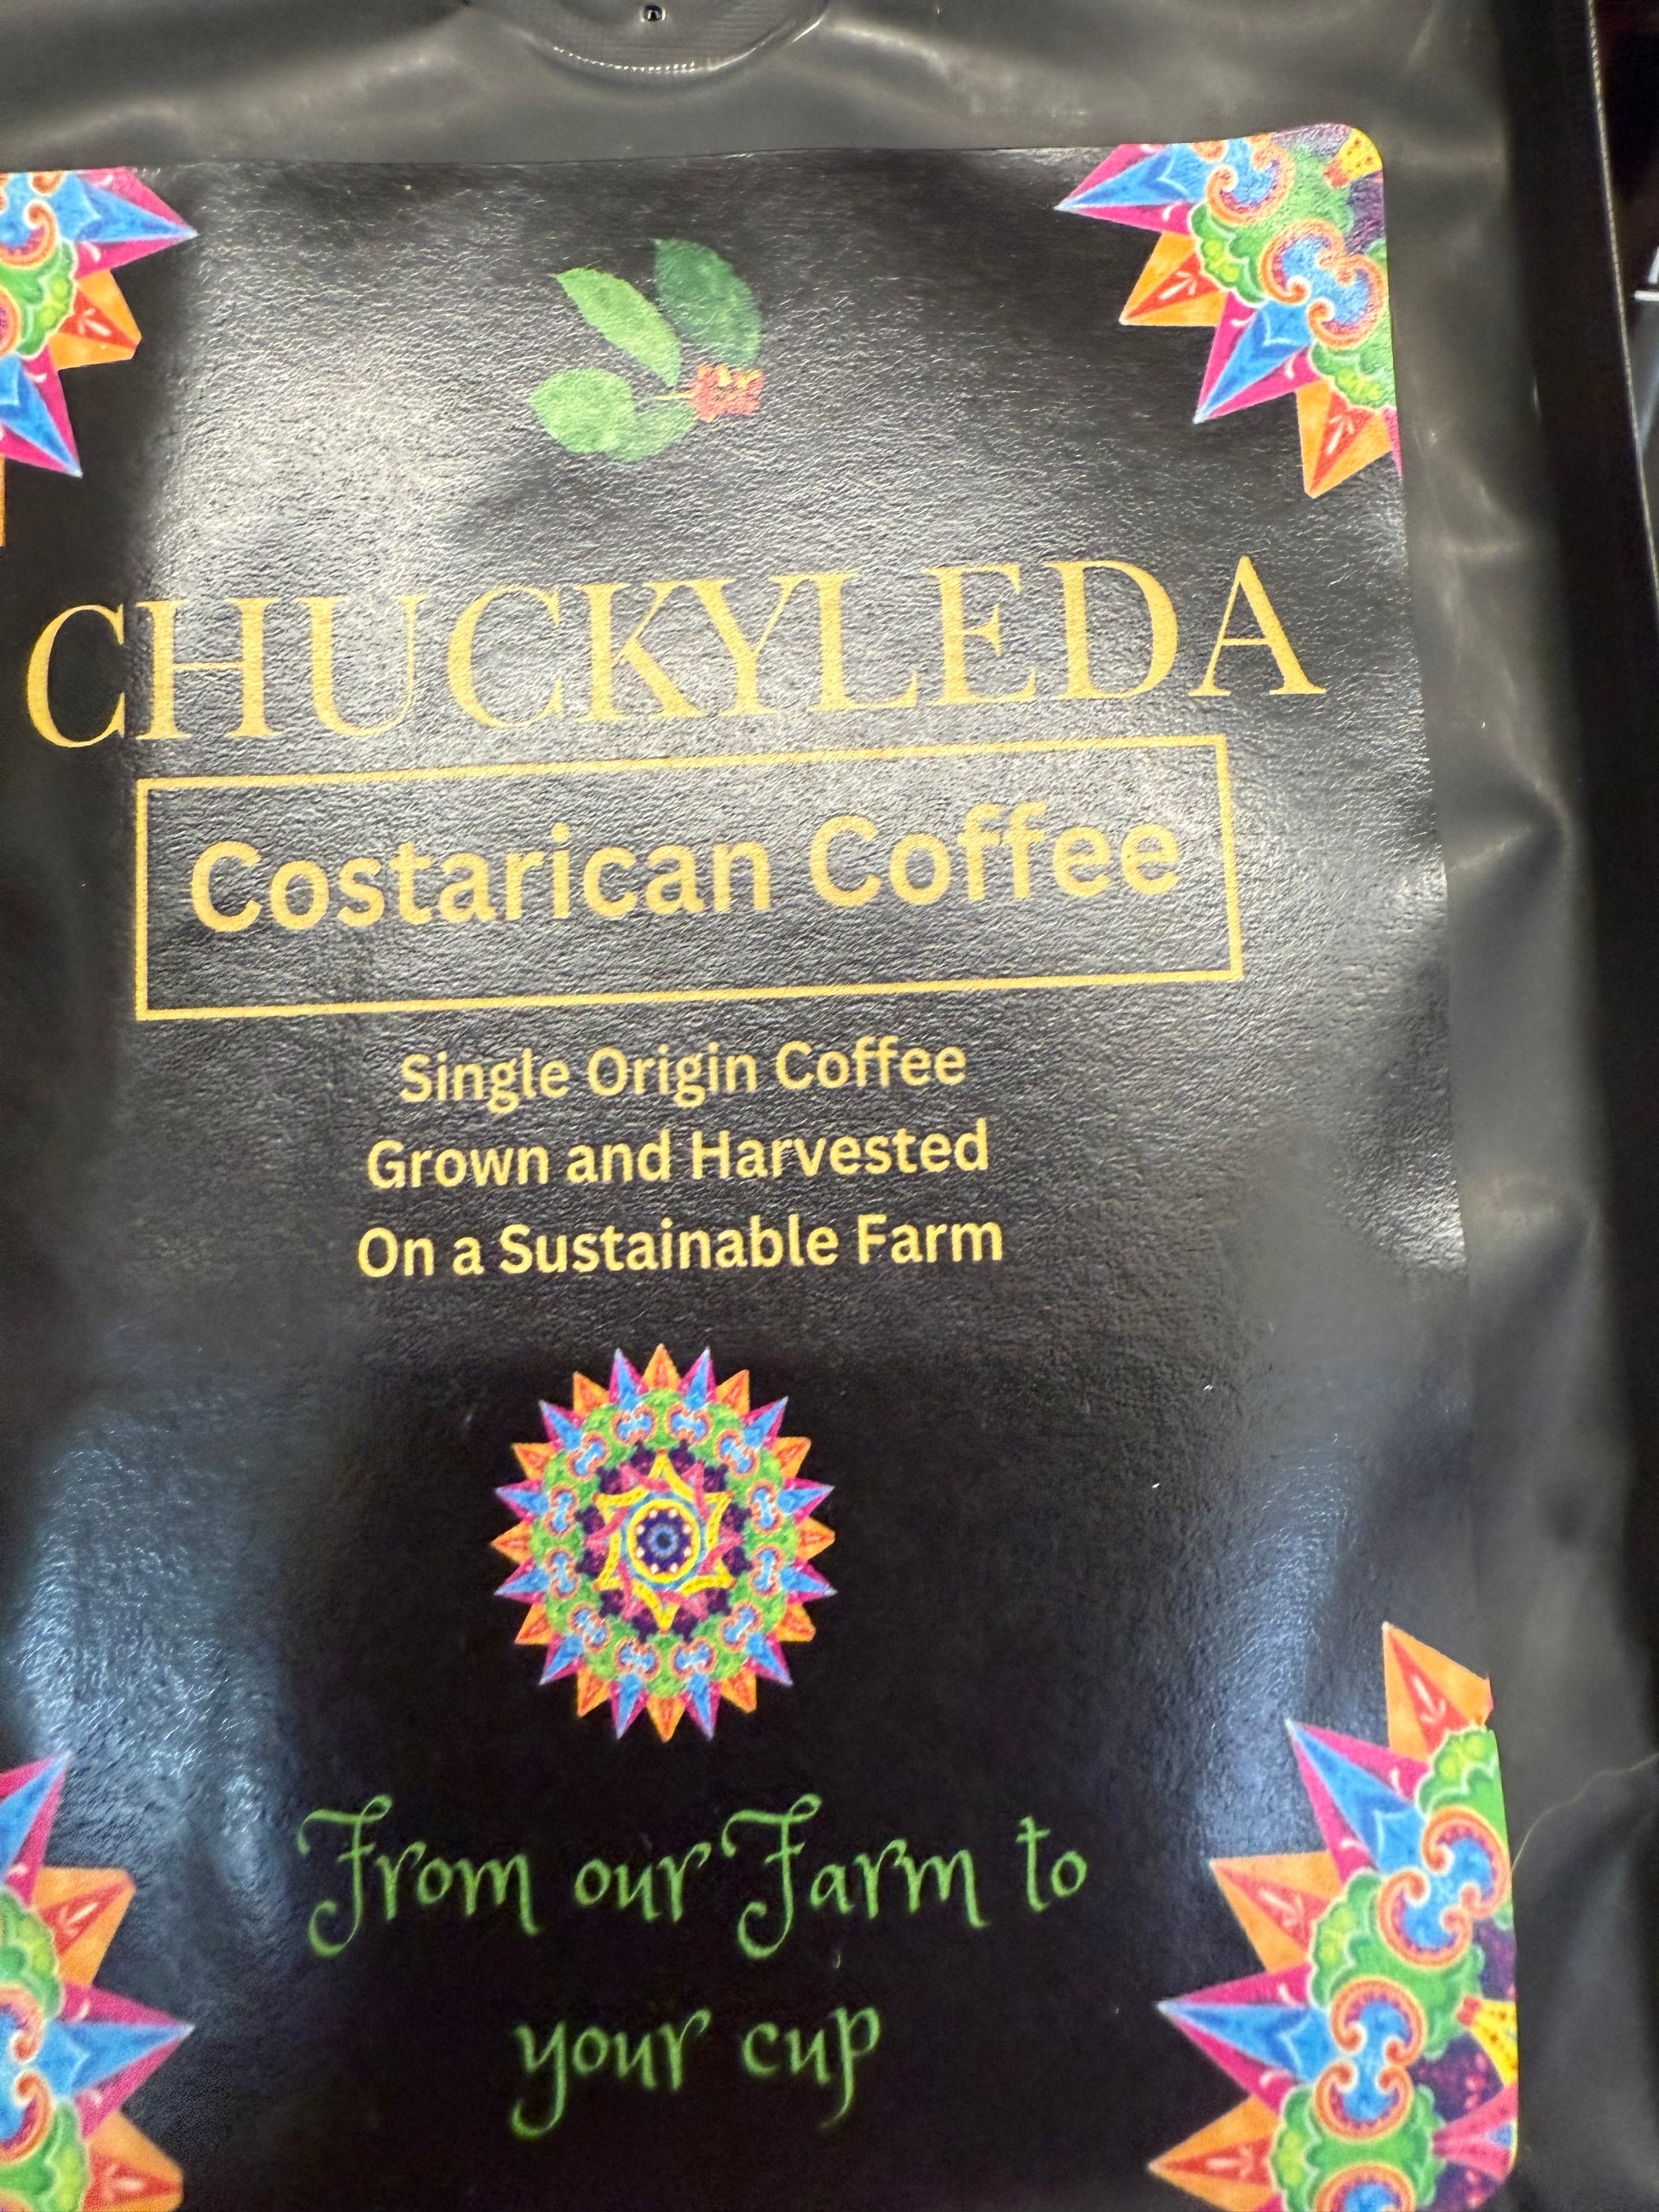 CHUCKYLEDA
Costarican Coffee
Single Origin Coffee
Grown and Harvested
On a Sustainable Farm
From our Farm to
your cup